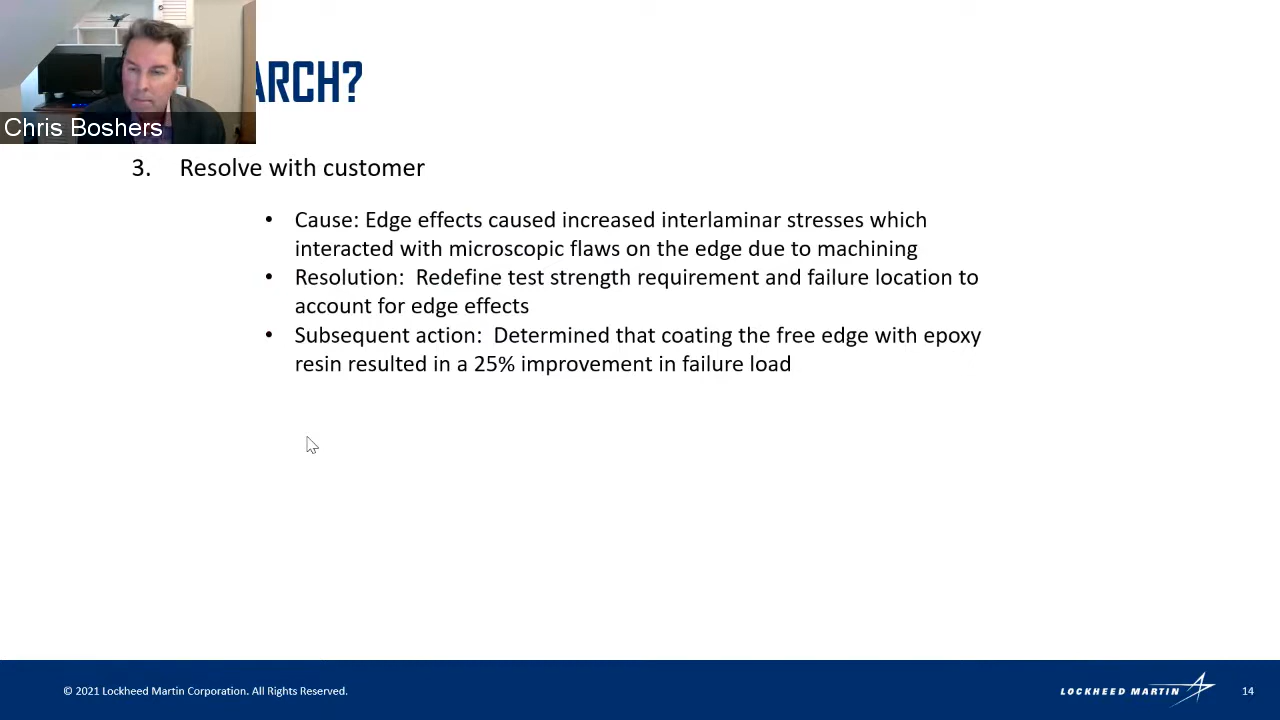 ARCH?
Chris Boshers
3. Resolve with customer
• Cause: Edge effects caused increased interlaminar stresses which
interacted with microscopic flaws on the edge due to machining
• Resolution: Redefine test strength requirement and failure location to
account for edge effects
• Subsequent action: Determined that coating the free edge with epoxy
resin resulted in a 25% improvement in failure load
© 2021 Lockheed Martin Corporation. All Rights Reserved.
LOCKHEED MARTIN
14